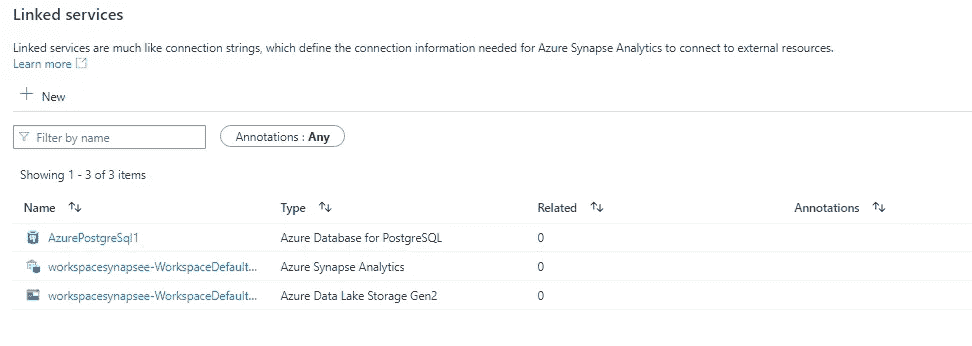 Linked services
Linked services are much like connection strings, which define the connection information needed for Azure Synapse Analytics to connect to external resources.
Learn more
New
Filter by name
Annotations : Any
Showing 1 - 3 of 3 items
Name Type Related Annotations
AzurePostgreSql1 Azure Database for PostgreSQL 0
workspacesynapsee-WorkspaceDefault... Azure Synapse Analytics 0
workspacesynapsee-WorkspaceDefault... Azure Data Lake Storage Gen2 0